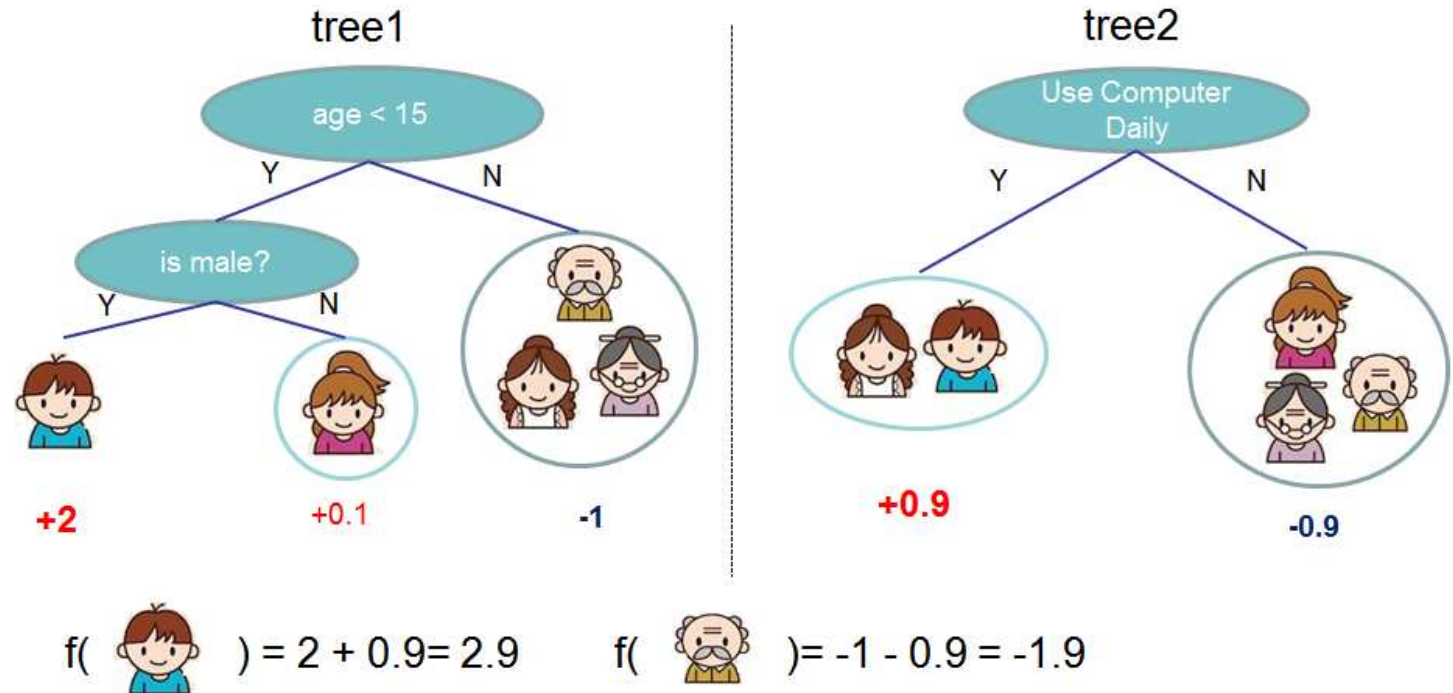 tree1
age < 15
Y
N
is male?
Y
N
+2
+0.1
-1
tree2
Use Computer
Daily
Y
N
+0.9
-0.9
f( ) = 2 + 0.9= 2.9
f( )= -1 - 0.9 = -1.9